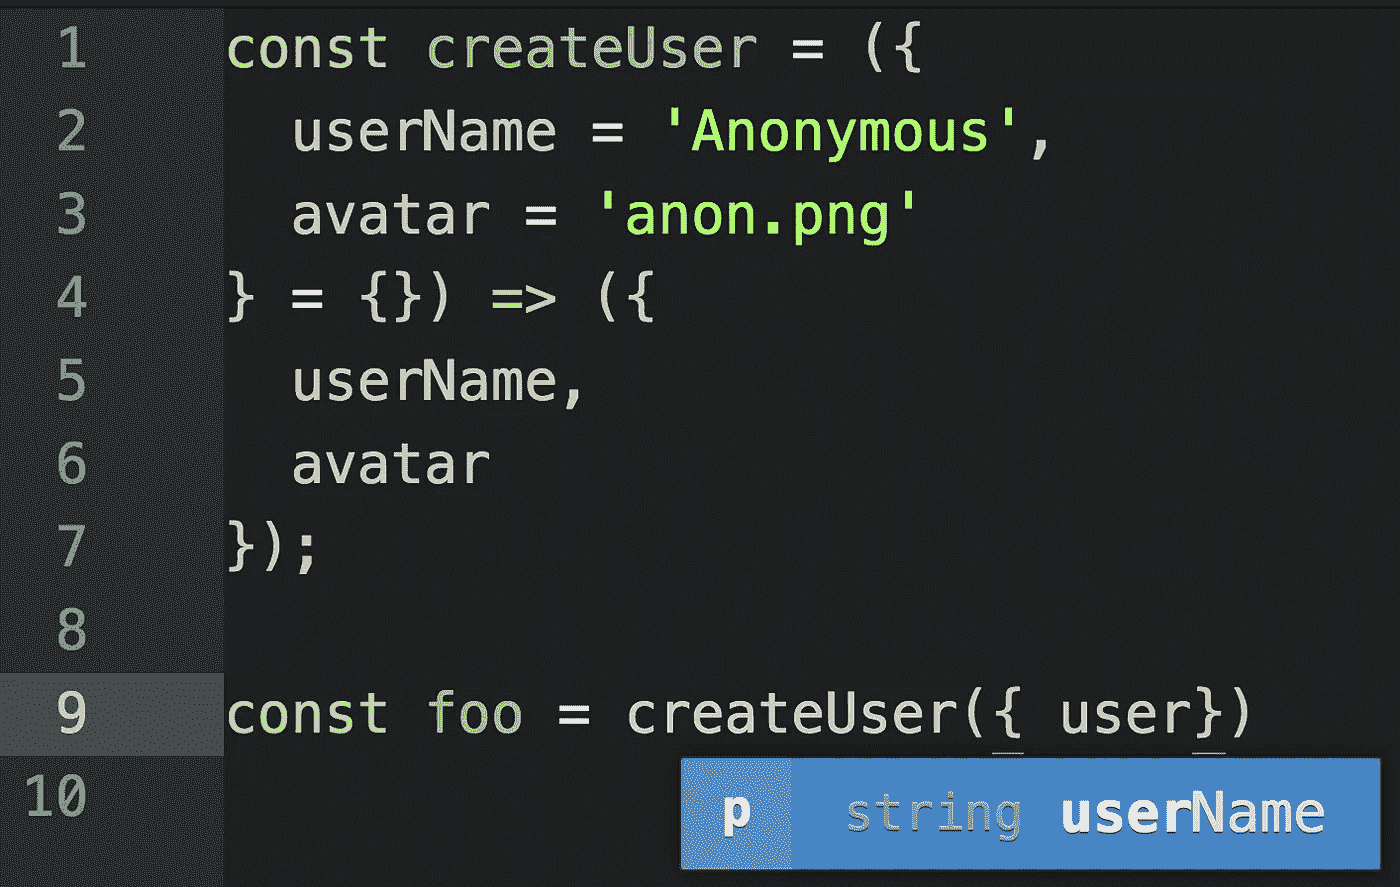 1 const createUser = ({
2 userName = 'Anonymous',
3 avatar = 'anon.png'
4 } = {}) => ({
5 userName,
6 avatar
7 });
8
9 const foo = createUser({ user})
10
p string userName